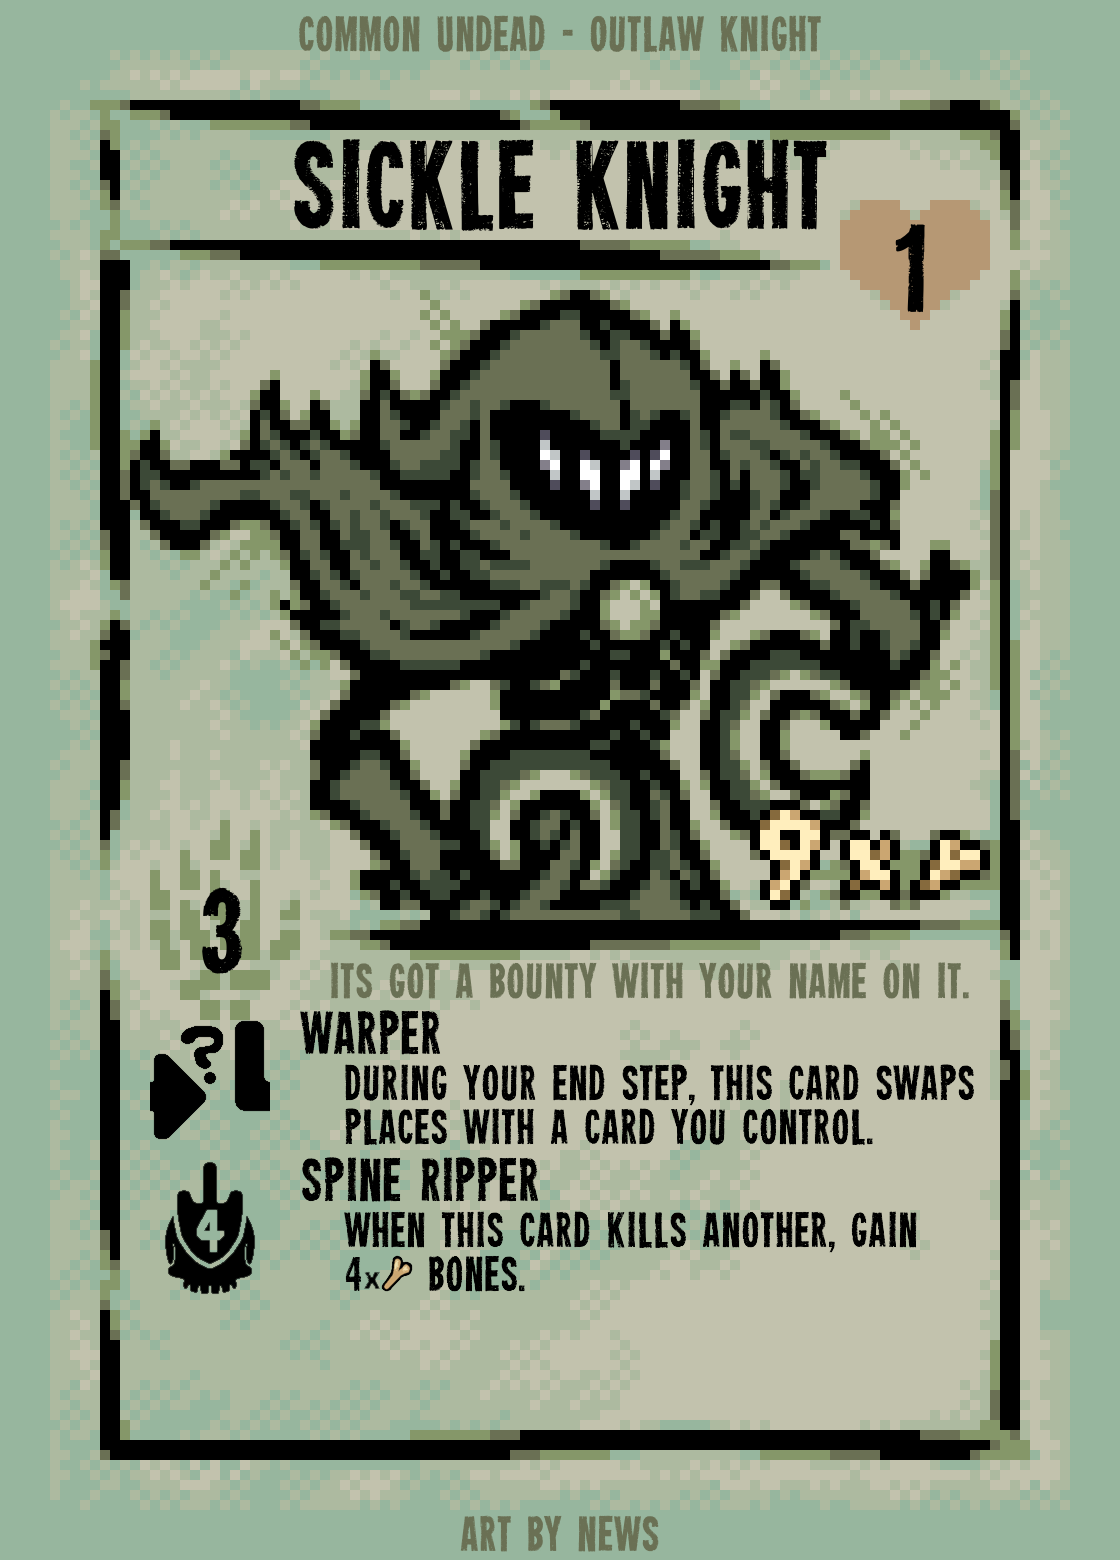 COMMON UNDEAD - OUTLAW KNIGHT
SICKLE KNIGHT
1
9 x
3
ITS GOT A BOUNTY WITH YOUR NAME ON IT.
?
WARPER
DURING YOUR END STEP, THIS CARD SWAPS
PLACES WITH A CARD YOU CONTROL.
4
SPINE RIPPER
WHEN THIS CARD KILLS ANOTHER, GAIN
4x BONES.
ART BY NEWS